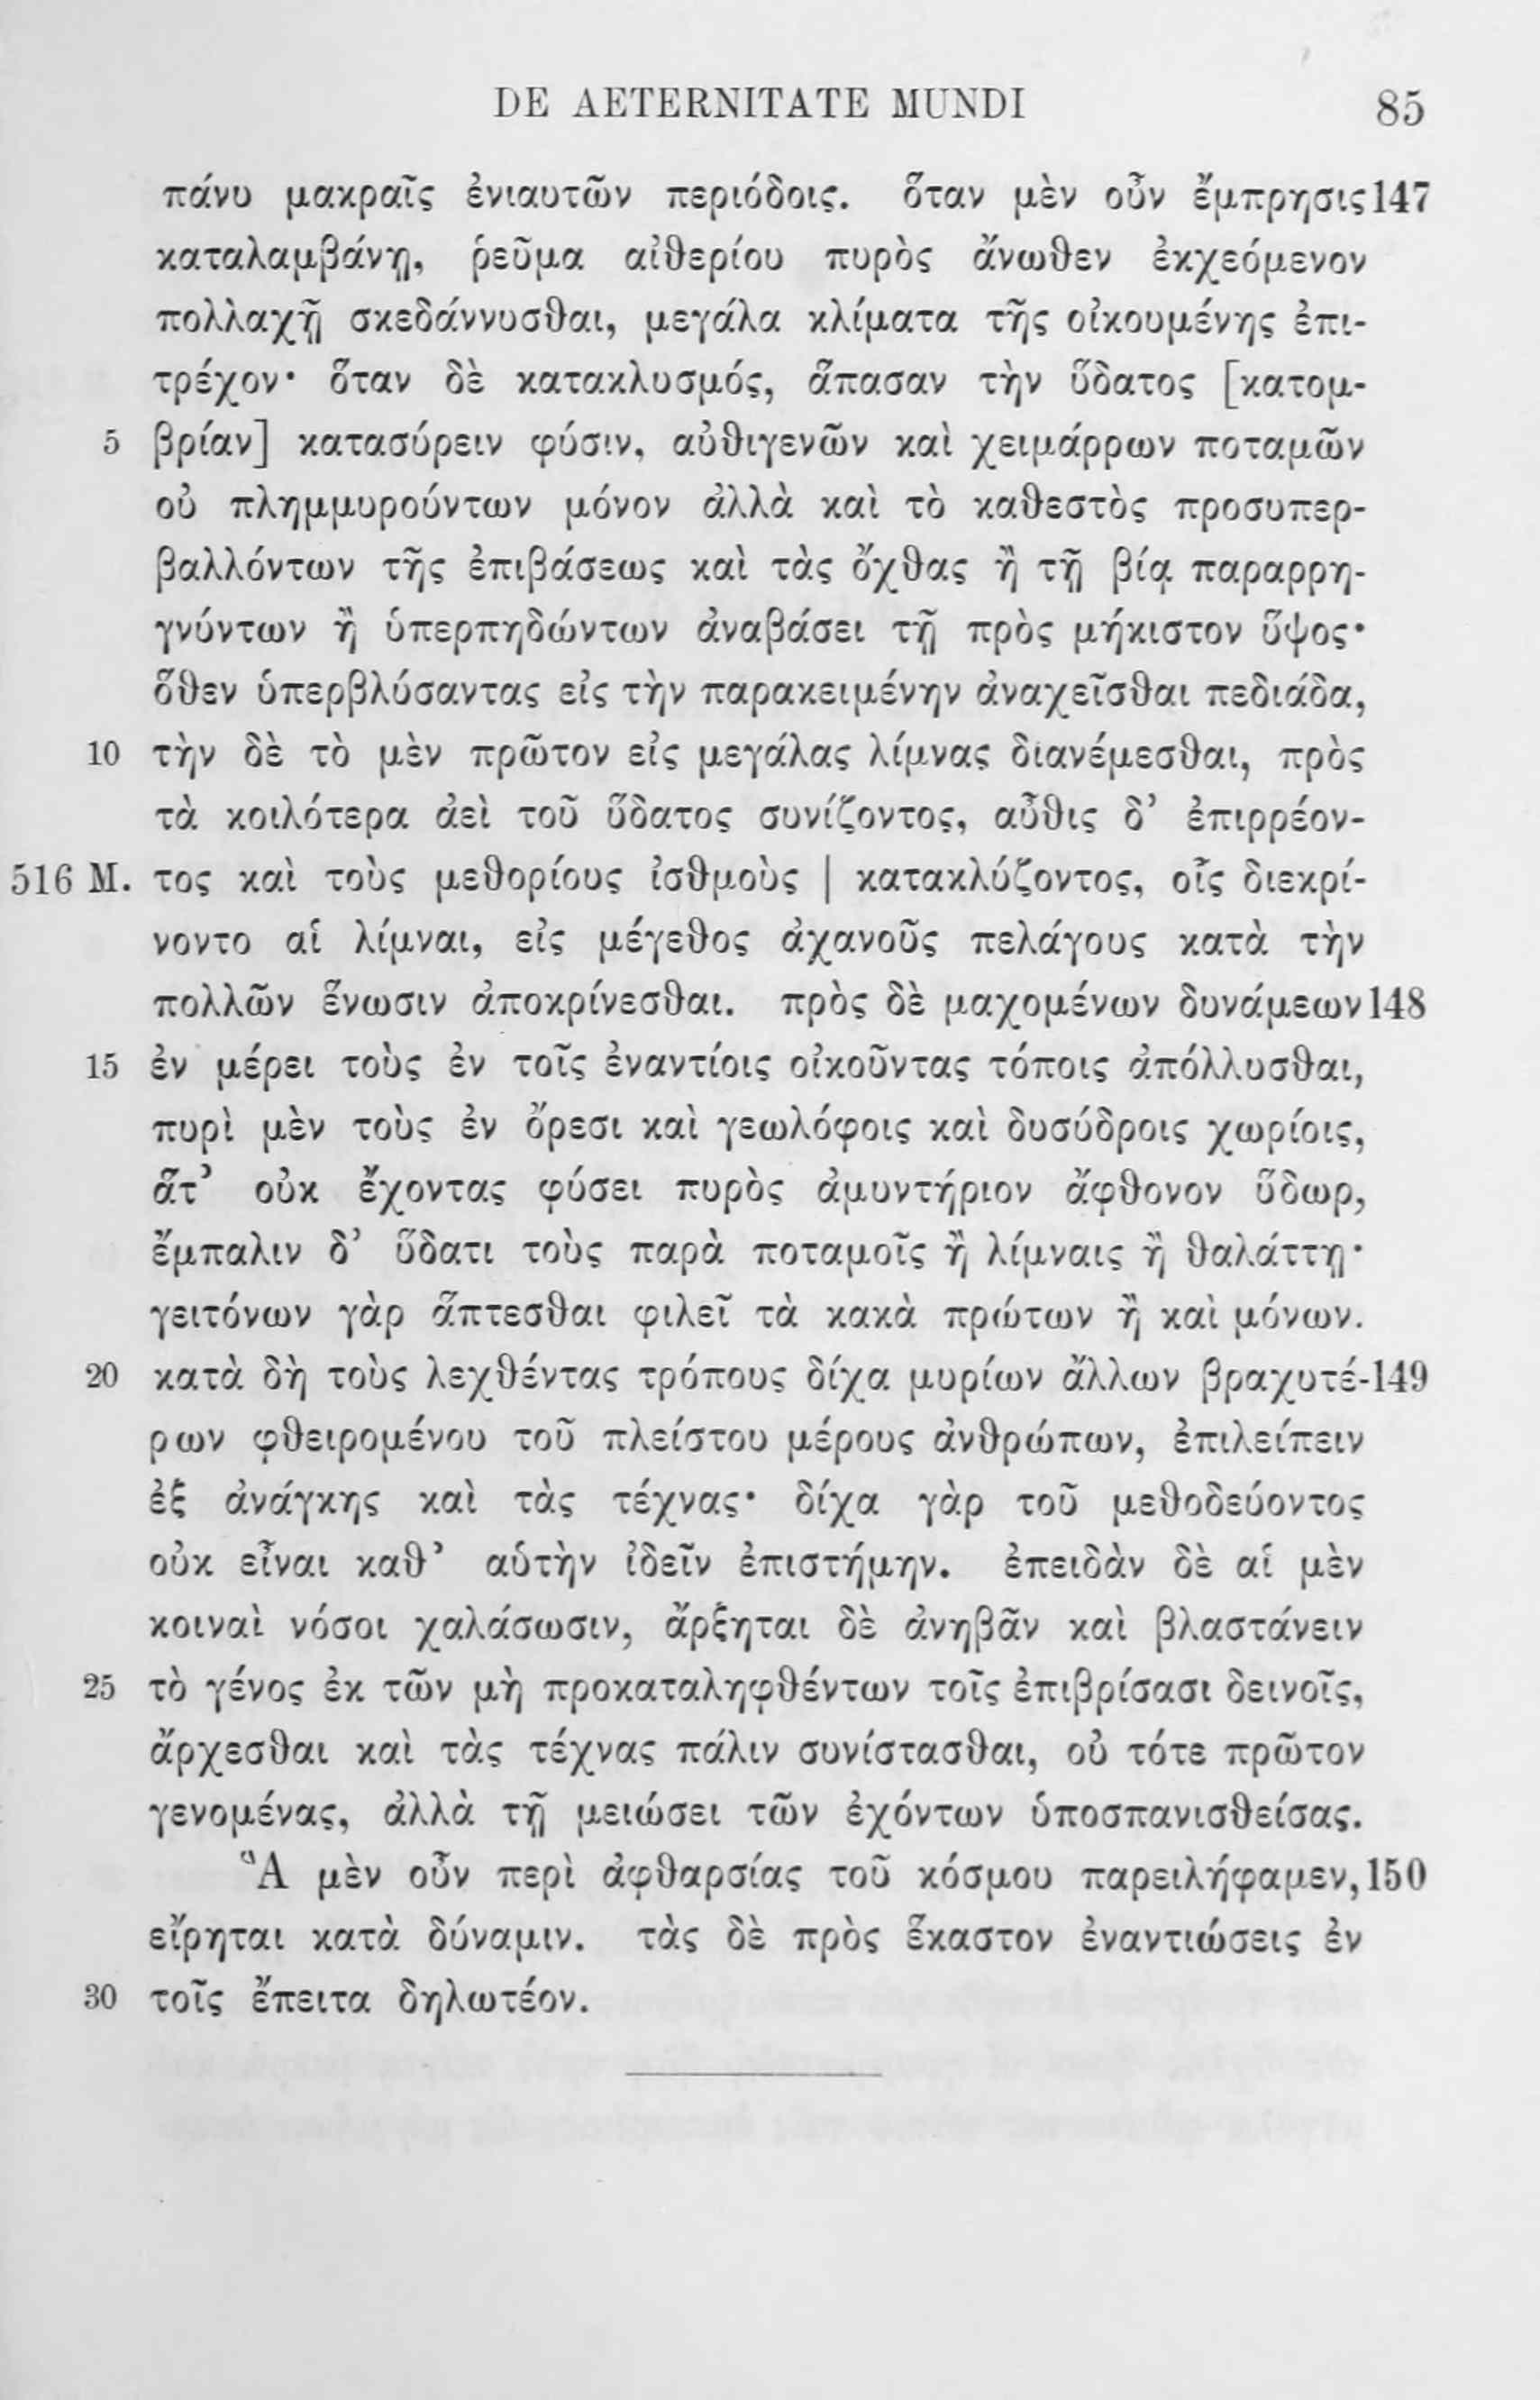 DE AETERNITATE MUNDI 85
πάνυ μακραῖς ἐνιαυτῶν περιόδοις. ὅταν μὲν οὖν ἔμπρησις 147
καταλαμβάνῃ, ῥεῦμα αἰθερίου πυρὸς ἄνωθεν ἐκχεόμενον
πολλαχῇ σκεδάννυσθαι, μεγάλα κλίματα τῆς οἰκουμένης ἐπι-
τρέχον· ὅταν δὲ κατακλυσμός, ἅπασαν τὴν ὕδατος [κατομ-
5 βρίαν] κατασύρειν φύσιν, αὐθιγενῶν καὶ χειμάρρων ποταμῶν
οὐ πλημμυρούντων μόνον ἀλλὰ καὶ τὸ καθεστὸς προσυπερ-
βαλλόντων τῆς ἐπιβάσεως καὶ τὰς ὄχθας ἢ τῇ βίᾳ παραρρη-
γνύντων ἢ ὑπερπηδώντων ἀναβάσει τῇ πρὸς μήκιστον ὕψος·
ὅθεν ὑπερβλύσαντας εἰς τὴν παρακειμένην ἀναχεῖσθαι πεδιάδα,
10 τὴν δὲ τὸ μὲν πρῶτον εἰς μεγάλας λίμνας διανέμεσθαι, πρὸς
τὰ κοιλότερα ἀεὶ τοῦ ὕδατος συνίζοντος, αὖθις δ’ ἐπιρρέον-
516 M. τος καὶ τοὺς μεθορίους ἰσθμοὺς | κατακλύζοντος, οἷς διεκρί-
νοντο αἱ λίμναι, εἰς μέγεθος ἀχανοῦς πελάγους κατὰ τὴν
πολλῶν ἕνωσιν ἀποκρίνεσθαι. πρὸς δὲ μαχομένων δυνάμεων 148
15 ἐν μέρει τοὺς ἐν τοῖς ἐναντίοις οἰκοῦντας τόποις ἀπόλλυσθαι,
πυρὶ μὲν τοὺς ἐν ὄρεσι καὶ γεωλόφοις καὶ δυσύδροις χωρίοις,
ἅτ’ οὐκ ἔχοντας φύσει πυρὸς ἀμυντήριον ἄφθονον ὕδωρ,
ἔμπαλιν δ’ ὕδατι τοὺς παρὰ ποταμοῖς ἢ λίμναις ἢ θαλάττῃ·
γειτόνων γὰρ ἅπτεσθαι φιλεῖ τὰ κακὰ πρώτων ἢ καὶ μόνων.
20 κατὰ δὴ τοὺς λεχθέντας τρόπους δίχα μυρίων ἄλλων βραχυτέ- 149
ρων φθειρομένου τοῦ πλείστου μέρους ἀνθρώπων, ἐπιλείπειν
ἐξ ἀνάγκης καὶ τὰς τέχνας· δίχα γὰρ τοῦ μεθοδεύοντος
οὐκ εἶναι καθ’ αὑτὴν ἰδεῖν ἐπιστήμην. ἐπειδὰν δὲ αἱ μὲν
κοιναὶ νόσοι χαλάσωσιν, ἄρξηται δὲ ἀνηβᾶν καὶ βλαστάνειν
25 τὸ γένος ἐκ τῶν μὴ προκαταληφθέντων τοῖς ἐπιβρίσασι δεινοῖς,
ἄρχεσθαι καὶ τὰς τέχνας πάλιν συνίστασθαι, οὐ τότε πρῶτον
γενομένας, ἀλλὰ τῇ μειώσει τῶν ἐχόντων ὑποσπανισθείσας.
Ἃ μὲν οὖν περὶ ἀφθαρσίας τοῦ κόσμου παρειλήφαμεν, 150
εἴρηται κατὰ δύναμιν. τὰς δὲ πρὸς ἕκαστον ἐναντιώσεις ἐν
30 τοῖς ἔπειτα δηλωτέον.